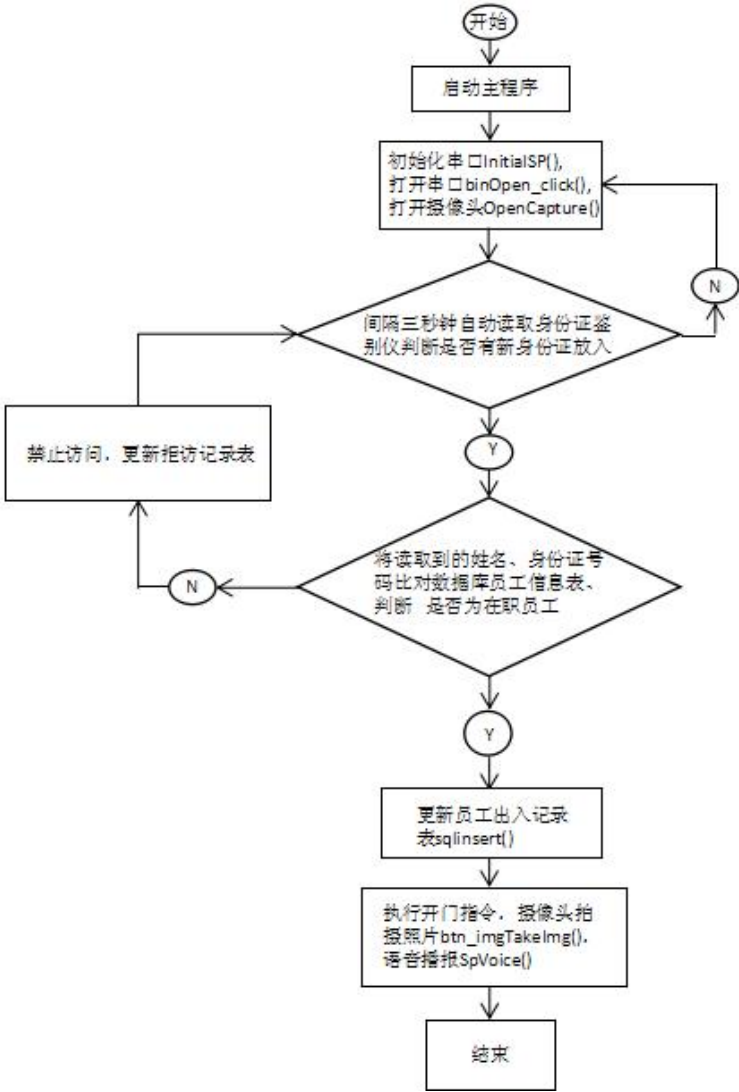 开始
启动主程序
初始化串口InitialSP(),
打开串口binOpen_click(),
打开摄像头OpenCapture()
N
间隔三秒钟自动读取身份证鉴
别仪判断是否有新身份证放入
禁止访问，更新拒访记录表
Y
将读取到的姓名、身份证号
码比对数据库员工信息表、
判断 是否为在职员工
N
Y
更新员工出入记录
表sqlinsert()
执行开门指令，摄像头拍
摄照片btn_imgTakeImg()，
语音播报SpVoice()
结束